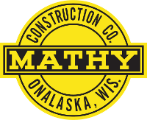 CONSTRUCTION CO.
MATHY
ONALASKA, WIS.